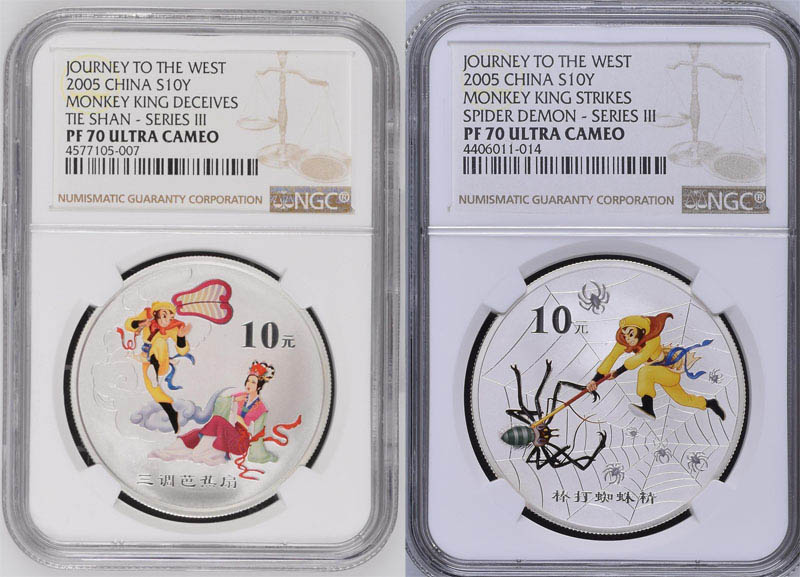 JOURNEY TO THE WEST
2005 CHINA S10Y
MONKEY KING DECEIVES
TIE SHAN - SERIES III
PF 70 ULTRA CAMEO
4577105-007
NUMISMATIC GUARANTY CORPORATION
NGC®
10元
三调芭蕉扇
JOURNEY TO THE WEST
2005 CHINA S10Y
MONKEY KING STRIKES
SPIDER DEMON - SERIES III
PF 70 ULTRA CAMEO
4406011-014
NUMISMATIC GUARANTY CORPORATION
NGC®
10元
棒打蜘蛛精